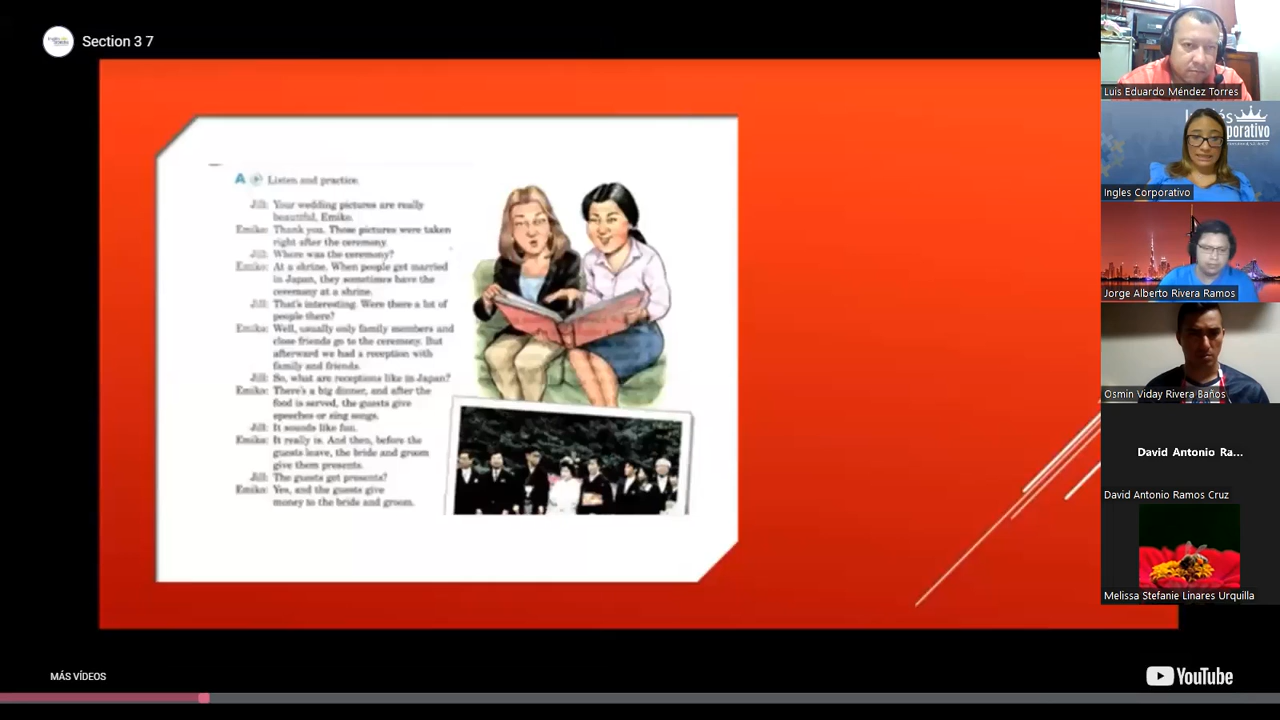 Section 3 7
A Listen and practice.
Jill: Your wedding pictures are really
beautiful, Emiko.
Emiko: Thank you. Those pictures were taken
right after the ceremony.
Jill: Where was the ceremony?
Emiko: At a shrine. When people get married
in Japan, they sometimes have the
ceremony at a shrine.
Jill: That's interesting. Were there a lot of
people there?
Emiko: Well, usually only family members and
close friends go to the ceremony. But
afterward we had a reception with
family and friends.
Jill: So, what are receptions like in Japan?
Emiko: There's a big dinner, and after the
food is served, the guests give
speeches or sing songs.
Jill: It sounds like fun.
Emiko: It really is. And then, before the
guests leave, the bride and groom
give them presents.
Jill: The guests get presents?
Emiko: Yes, and the guests give
money to the bride and groom.
MÁS VÍDEOS
YouTube
Luis Eduardo Méndez Torres
Ingles Corporativo
Jorge Alberto Rivera Ramos
Osmin Viday Rivera Baños
David Antonio Ra...
David Antonio Ramos Cruz
Melissa Stefanie Linares Urquilla